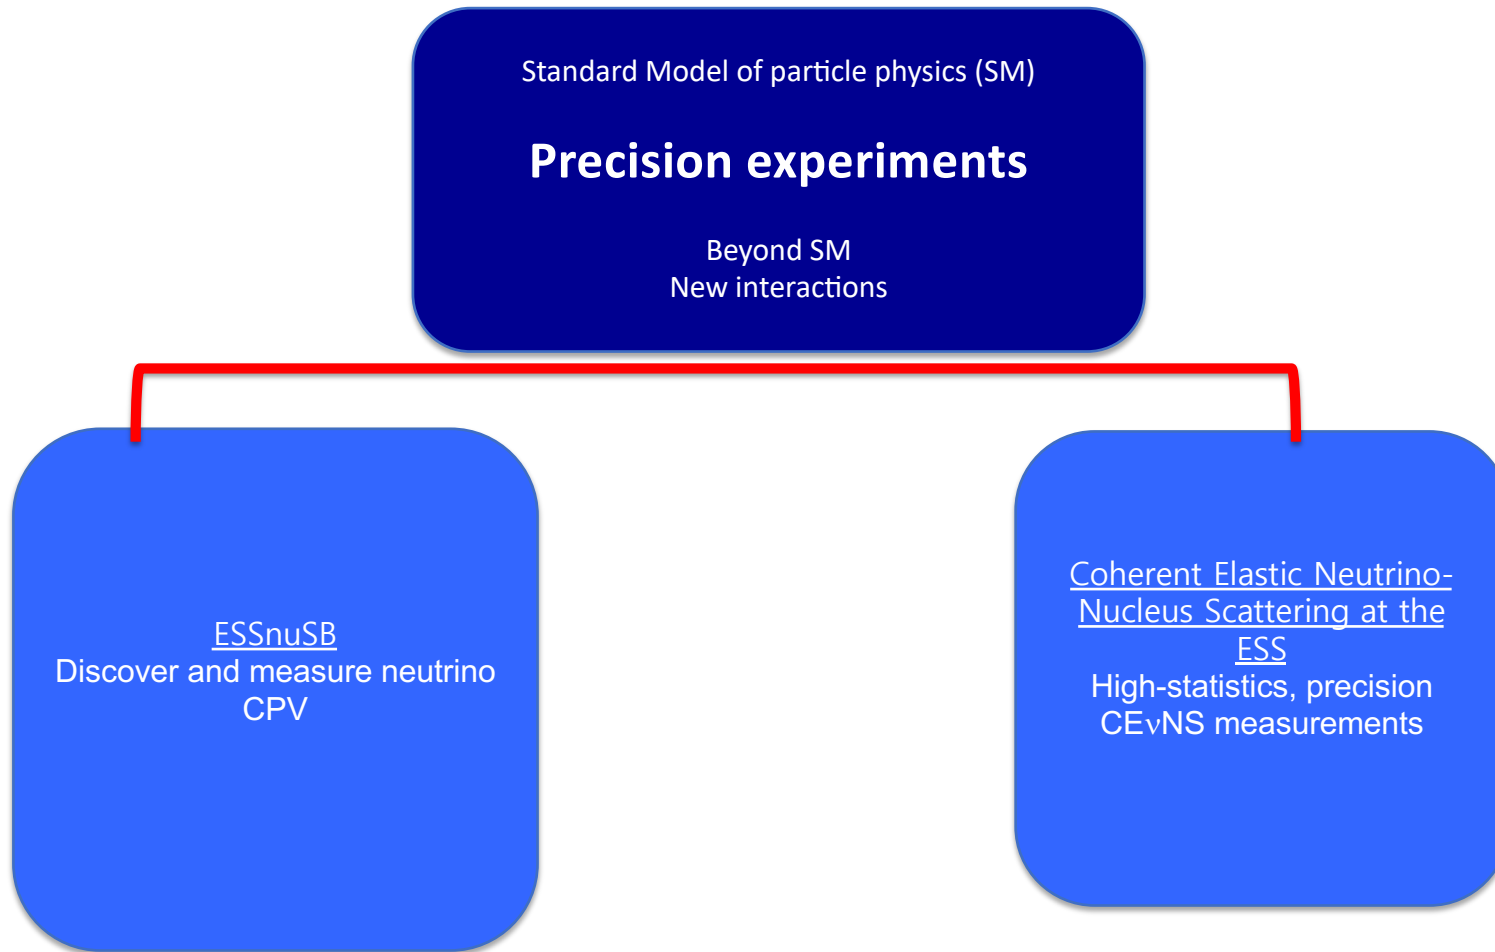 Standard Model of particle physics (SM)
Precision experiments
Beyond SM
New interactions
ESSnuSB
Discover and measure neutrino
CPV
Coherent Elastic Neutrino-
Nucleus Scattering at the
ESS
High-statistics, precision
CEνNS measurements